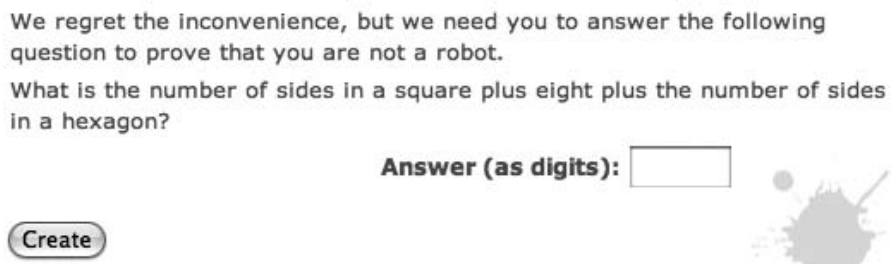 We regret the inconvenience, but we need you to answer the following
question to prove that you are not a robot.
What is the number of sides in a square plus eight plus the number of sides
in a hexagon?
Answer (as digits):
Create